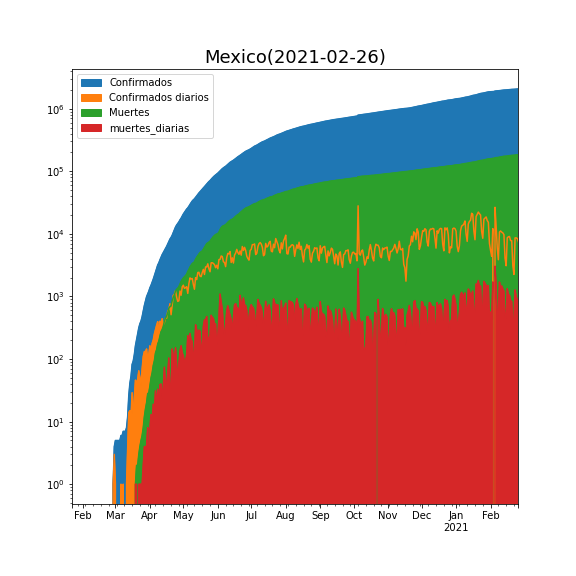 Mexico(2021-02-26)
Confirmados
Confirmados diarios
Muertes
muertes_diarias
10⁶
10⁵
10⁴
10³
10²
10¹
10⁰
Feb Mar Apr May Jun Jul Aug Sep Oct Nov Dec Jan Feb
2021